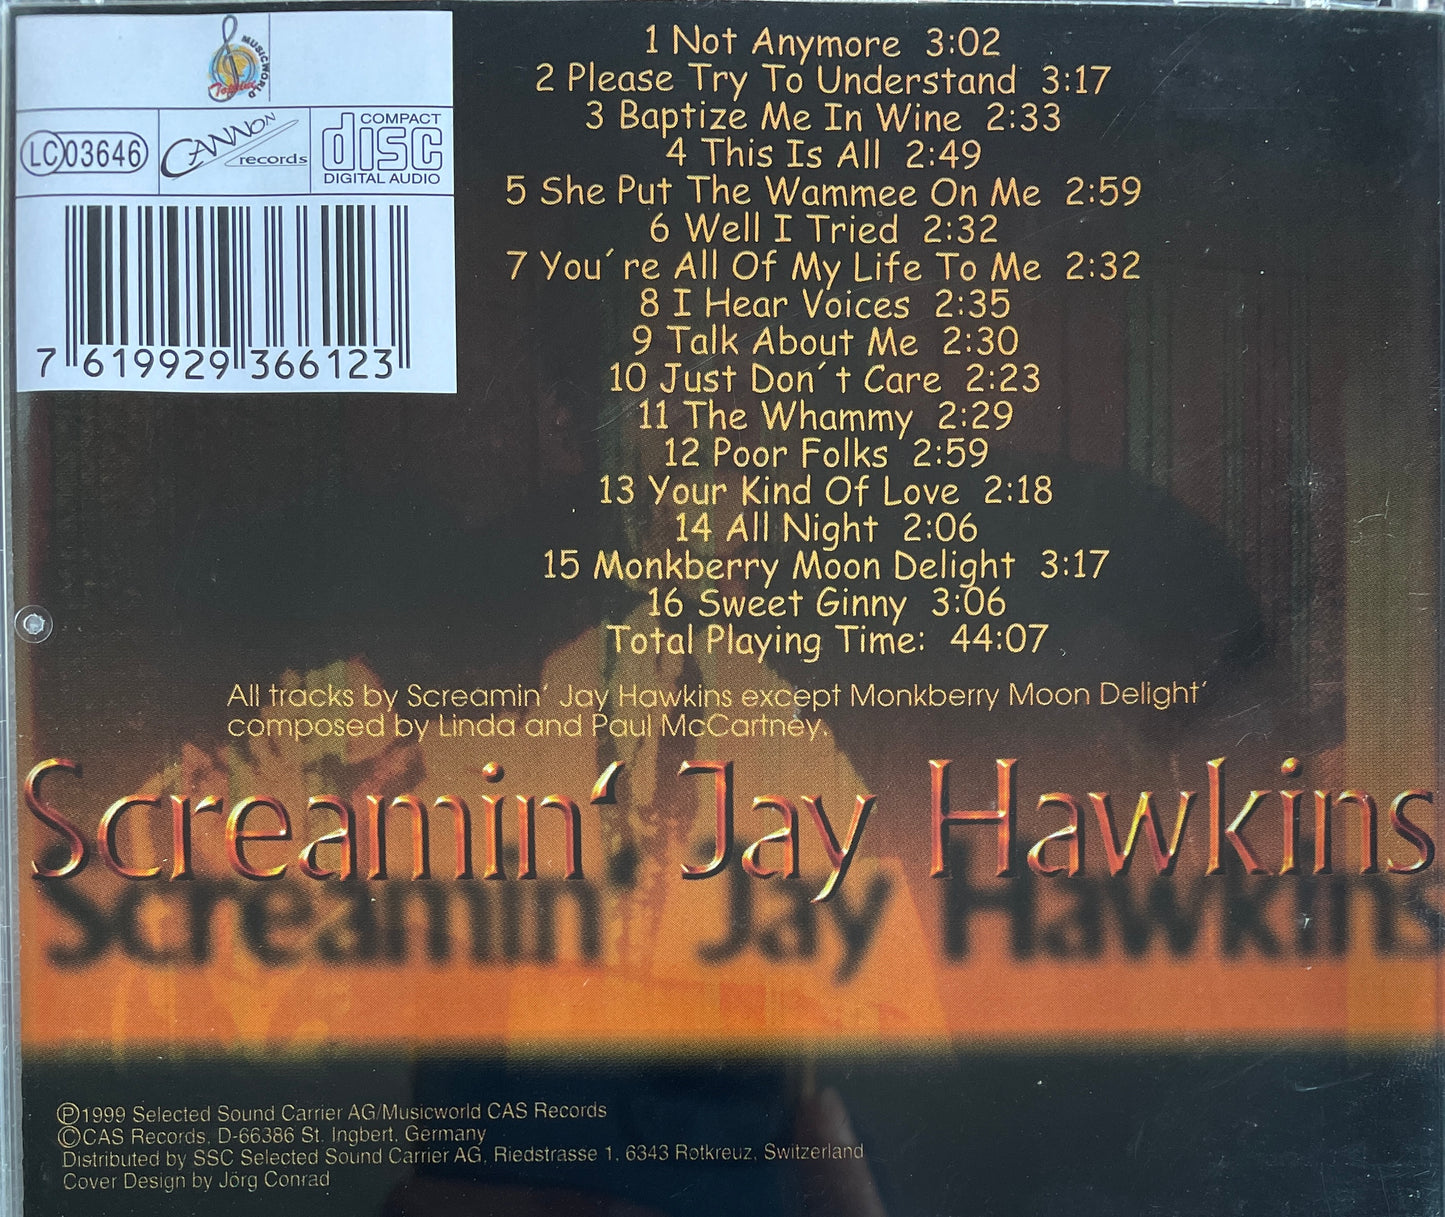 MUSICWORLD
LC 03646
CANNON
records
COMPACT
disc
DIGITAL AUDIO
7 619929 366123
1 Not Anymore 3:02
2 Please Try To Understand 3:17
3 Baptize Me In Wine 2:33
4 This Is All 2:49
5 She Put The Wammee On Me 2:59
6 Well I Tried 2:32
7 You´re All Of My Life To Me 2:32
8 I Hear Voices 2:35
9 Talk About Me 2:30
10 Just Don´t Care 2:23
11 The Whammy 2:29
12 Poor Folks 2:59
13 Your Kind Of Love 2:18
14 All Night 2:06
15 Monkberry Moon Delight 3:17
16 Sweet Ginny 3:06
Total Playing Time: 44:07
All tracks by Screamin´ Jay Hawkins except Monkberry Moon Delight´
composed by Linda and Paul McCartney.
Screamin‘ Jay Hawkins
Ⓟ1999 Selected Sound Carrier AG/Musicworld CAS Records
©CAS Records, D-66386 St. Ingbert, Germany
Distributed by SSC Selected Sound Carrier AG, Riedstrasse 1, 6343 Rotkreuz, Switzerland
Cover Design by Jörg Conrad